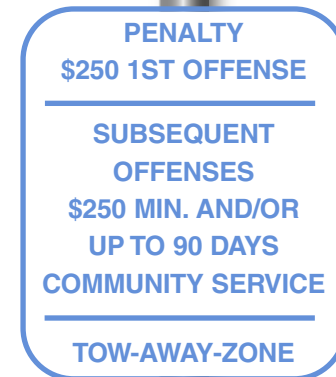 PENALTY
$250 1ST OFFENSE
SUBSEQUENT
OFFENSES
$250 MIN. AND/OR
UP TO 90 DAYS
COMMUNITY SERVICE
TOW-AWAY-ZONE